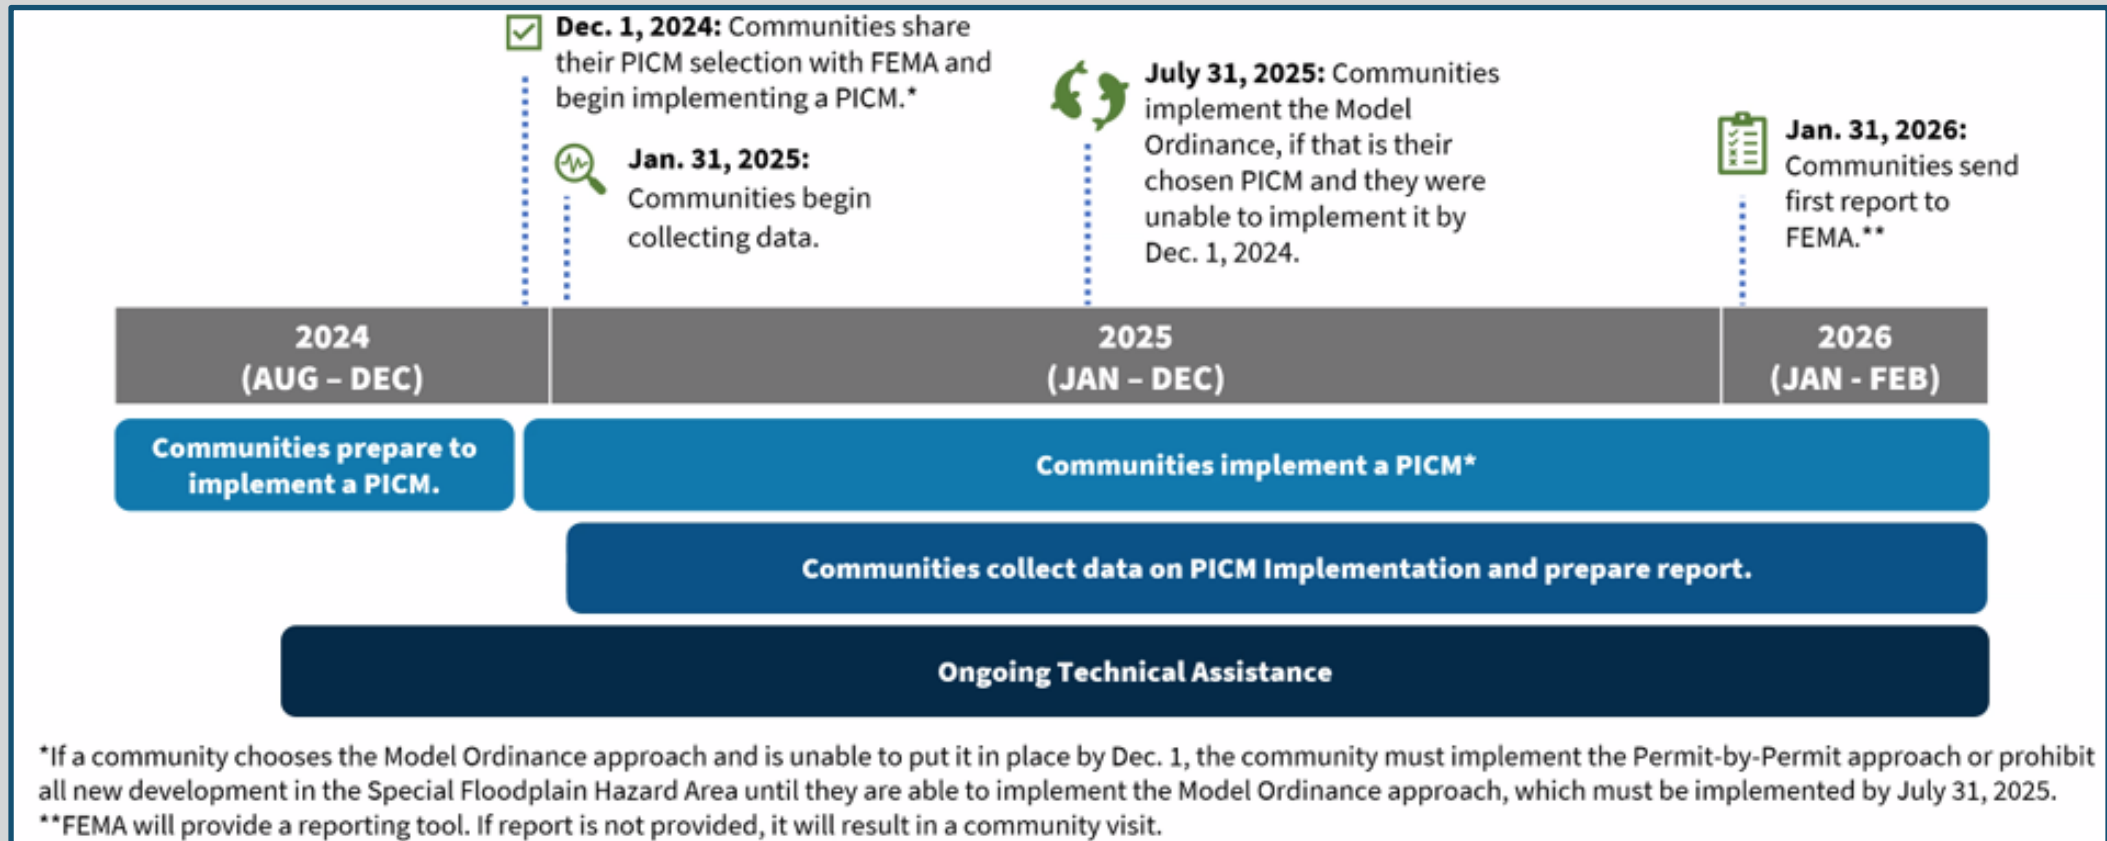 Dec. 1, 2024: Communities share
their PICM selection with FEMA and
begin implementing a PICM.*
Jan. 31, 2025:
Communities begin
collecting data.
July 31, 2025: Communities
implement the Model
Ordinance, if that is their
chosen PICM and they were
unable to implement it by
Dec. 1, 2024.
Jan. 31, 2026:
Communities send
first report to
FEMA.**
2024
(AUG – DEC)
2025
(JAN – DEC)
2026
(JAN - FEB)
Communities prepare to
implement a PICM.
Communities implement a PICM*
Communities collect data on PICM Implementation and prepare report.
Ongoing Technical Assistance
*If a community chooses the Model Ordinance approach and is unable to put it in place by Dec. 1, the community must implement the Permit-by-Permit approach or prohibit
all new development in the Special Floodplain Hazard Area until they are able to implement the Model Ordinance approach, which must be implemented by July 31, 2025.
**FEMA will provide a reporting tool. If report is not provided, it will result in a community visit.